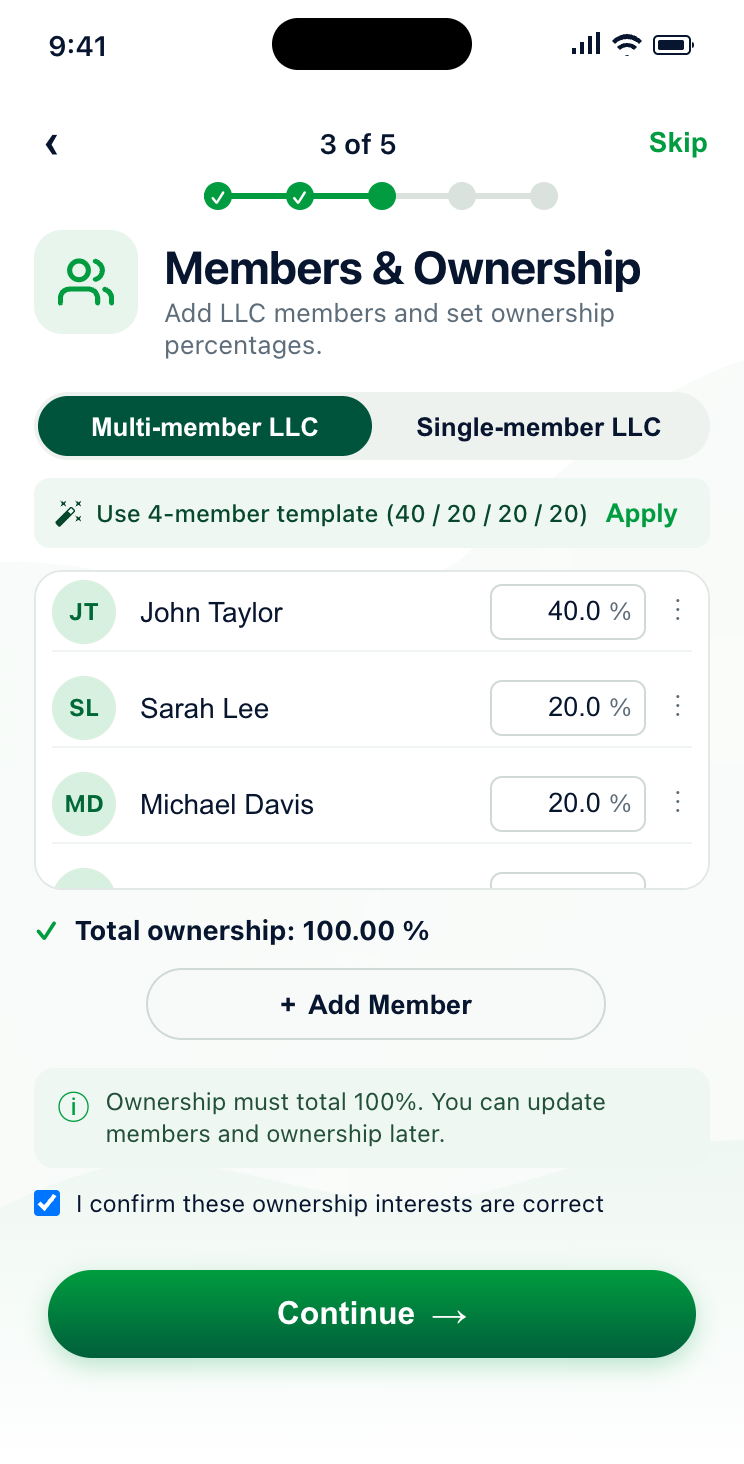 9:41
‹
3 of 5
Skip
Members & Ownership
Add LLC members and set ownership
percentages.
Multi-member LLC
Single-member LLC
Use 4-member template (40 / 20 / 20 / 20) Apply
JT John Taylor 40.0 % ⋮
SL Sarah Lee 20.0 % ⋮
MD Michael Davis 20.0 % ⋮
Total ownership: 100.00 %
+ Add Member
Ownership must total 100%. You can update
members and ownership later.
I confirm these ownership interests are correct
Continue →